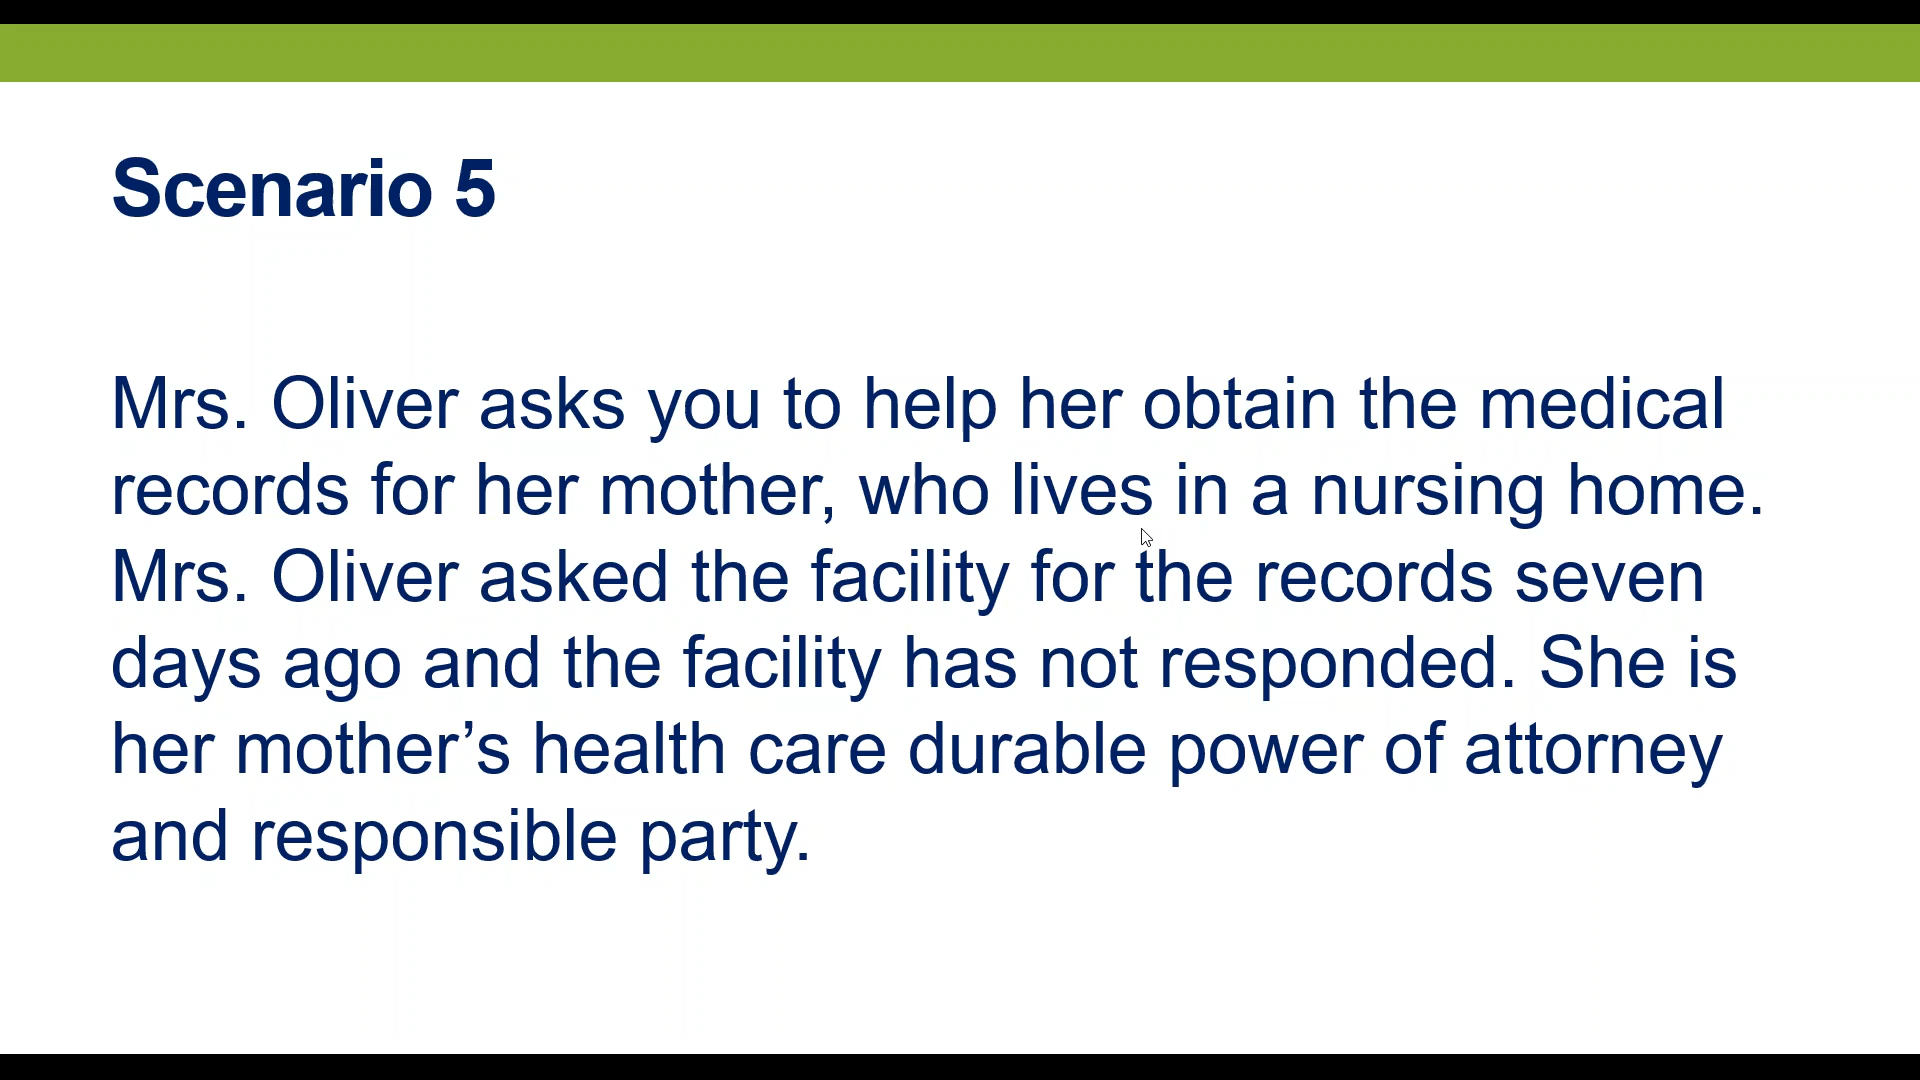 Scenario 5
Mrs. Oliver asks you to help her obtain the medical
records for her mother, who lives in a nursing home.
Mrs. Oliver asked the facility for the records seven
days ago and the facility has not responded. She is
her mother’s health care durable power of attorney
and responsible party.